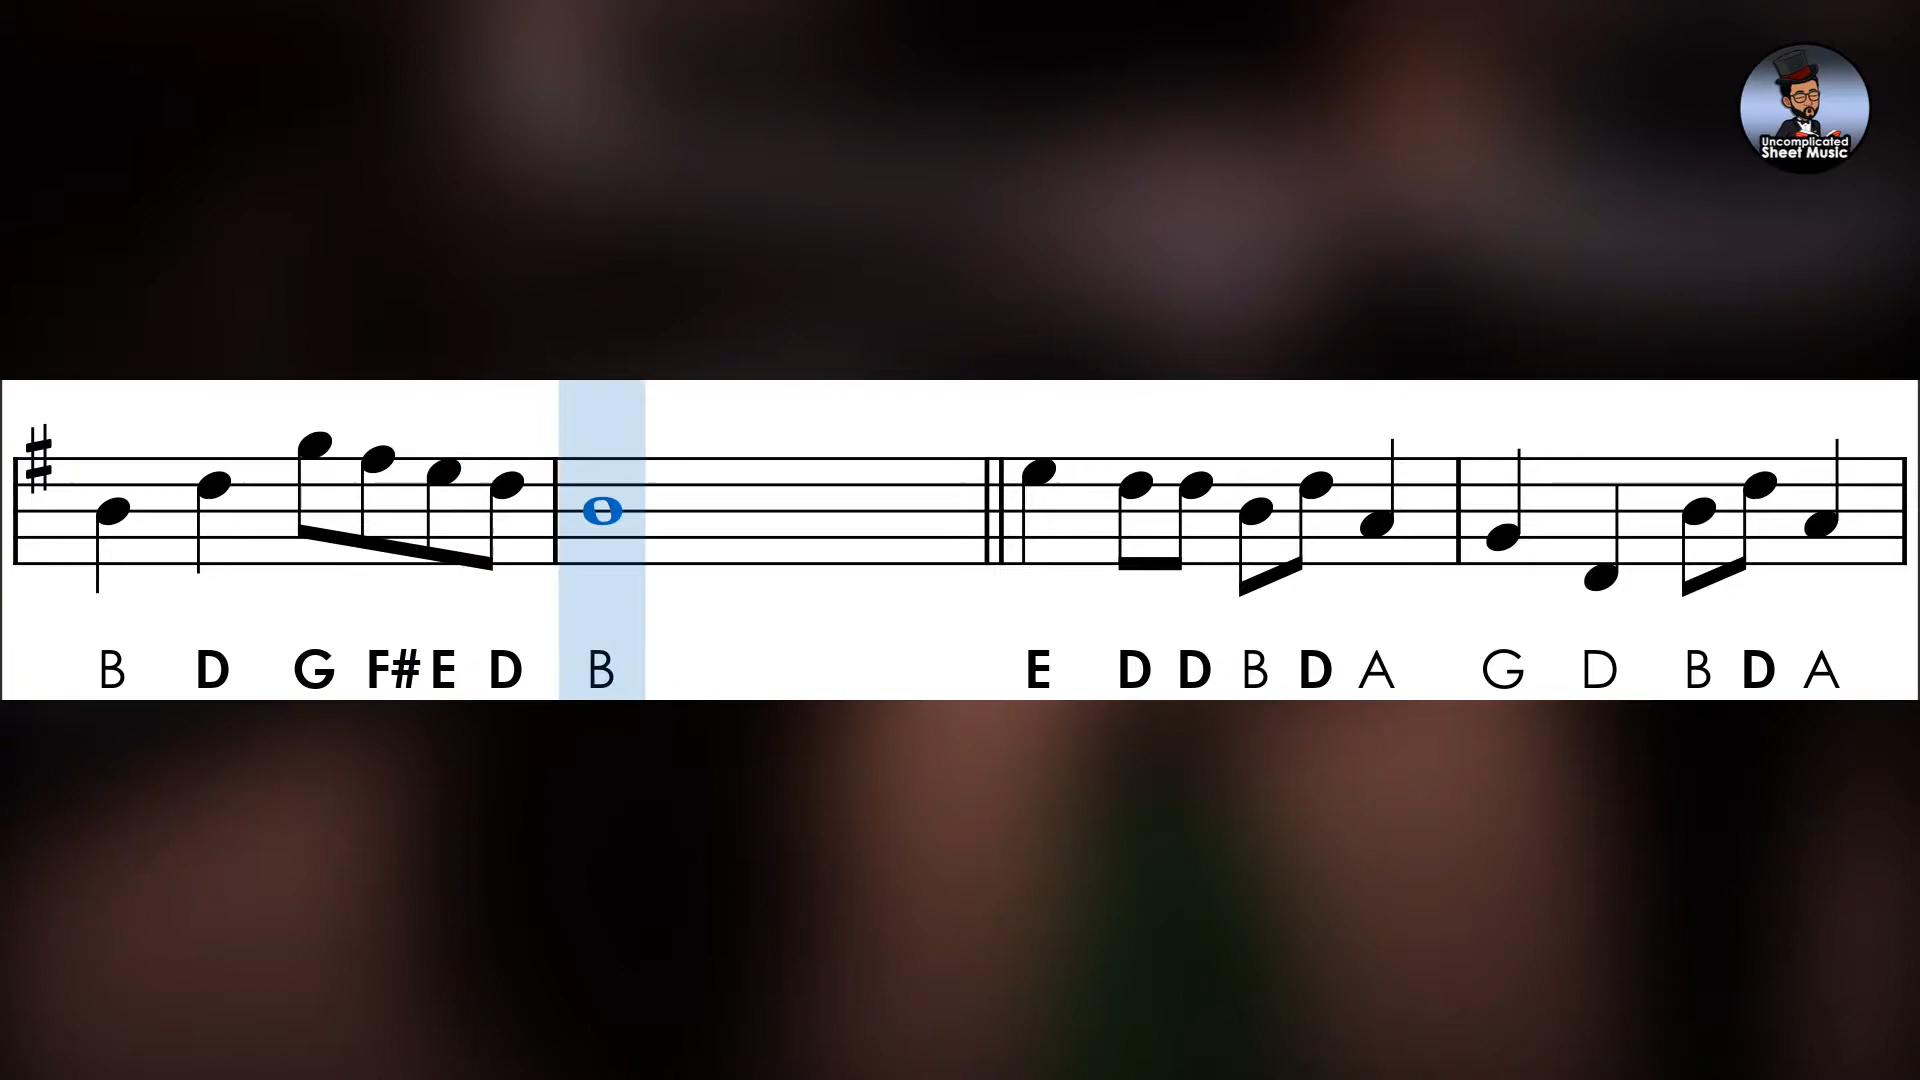 Uncomplicated
Sheet Music
B D G F# E D B E D D B D A G D B D A